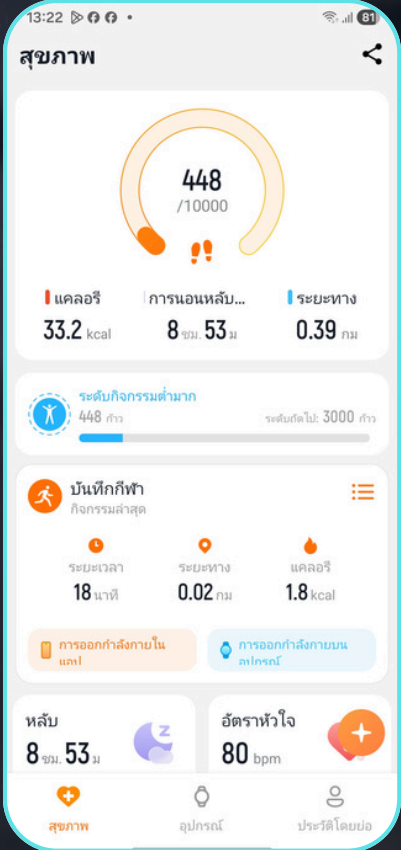 13:22
81
สุขภาพ
448
/10000
แคลอรี
การนอนหลับ...
ระยะทาง
33.2 kcal
8 ชม. 53 ม
0.39 กม
ระดับกิจกรรมต่ำมาก
448 ก้าว
ระดับถัดไป: 3000 ก้าว
บันทึกกีฬา
กิจกรรมล่าสุด
ระยะเวลา
ระยะทาง
แคลอรี
18 นาที
0.02 กม
1.8 kcal
การออกกำลังกายใน
แอป
การออกกำลังกายบน
อุปกรณ์
หลับ
อัตราหัวใจ
8 ชม. 53 ม
z
80 bpm
สุขภาพ
อุปกรณ์
ประวัติโดยย่อ